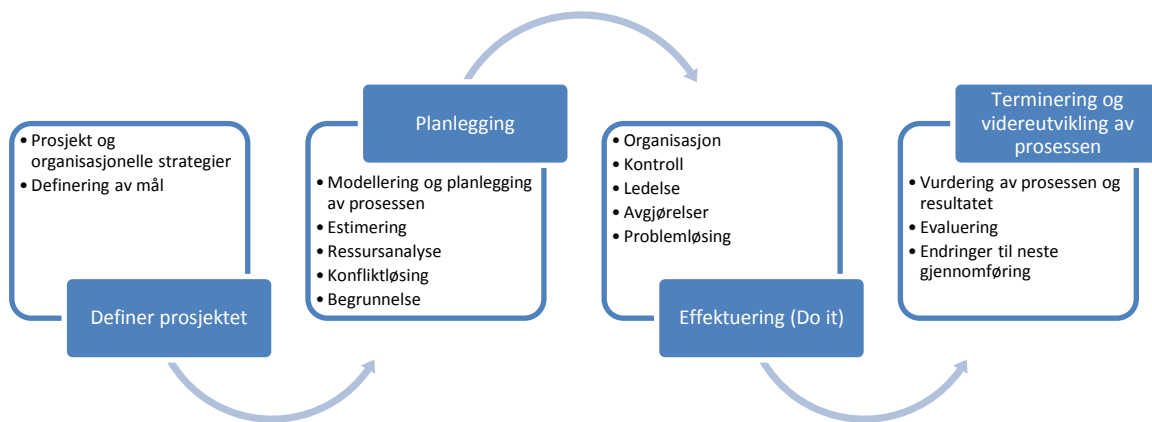 • Prosjekt og
organisasjonelle strategier
• Definering av mål
Definer prosjektet
Planlegging
• Modellering og planlegging
av prosessen
• Estimering
• Ressursanalyse
• Konfliktløsing
• Begrunnelse
• Organisasjon
• Kontroll
• Ledelse
• Avgjørelser
• Problemløsing
Effektuering (Do it)
Terminering og
videreutvikling av
prosessen
• Vurdering av prosessen og
resultatet
• Evaluering
• Endringer til neste
gjennomføring